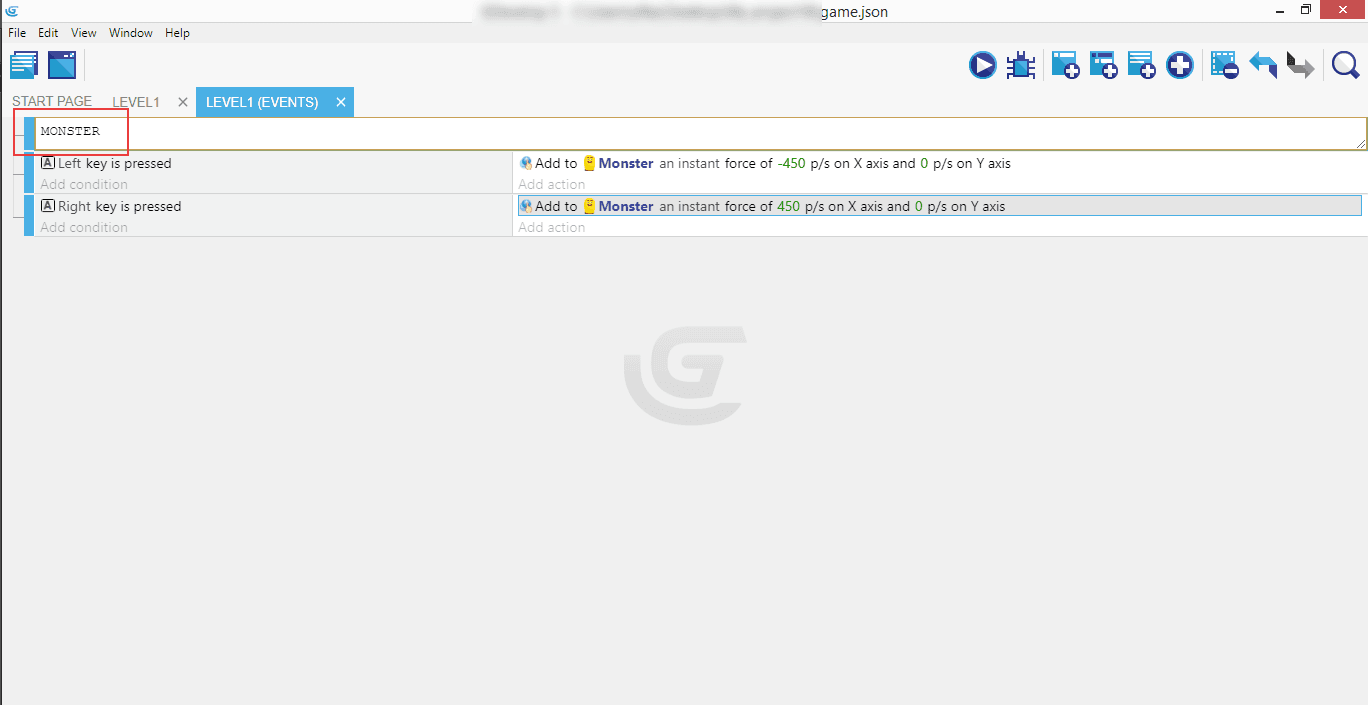 game.json
File Edit View Window Help
START PAGE LEVEL1 LEVEL1 (EVENTS)
MONSTER
A Left key is pressed
Add to Monster an instant force of -450 p/s on X axis and 0 p/s on Y axis
Add condition
Add action
A Right key is pressed
Add to Monster an instant force of 450 p/s on X axis and 0 p/s on Y axis
Add condition
Add action